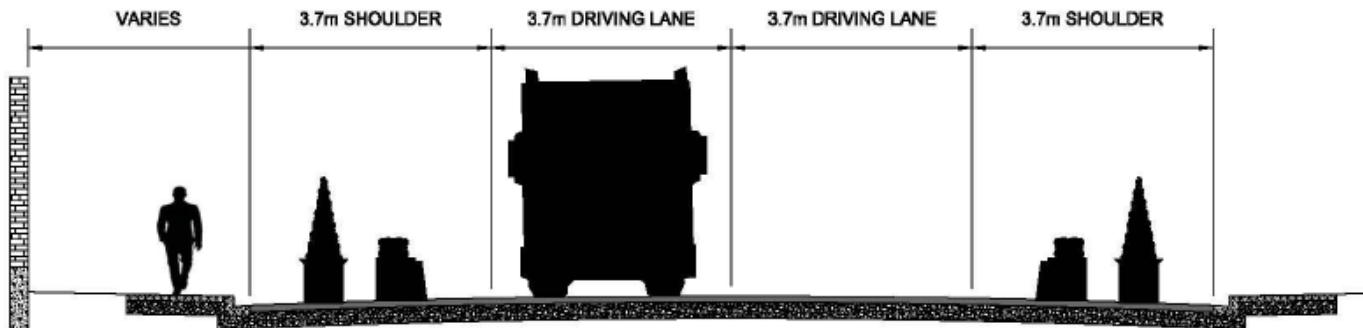 VARIES
3.7m SHOULDER
3.7m DRIVING LANE
3.7m DRIVING LANE
3.7m SHOULDER